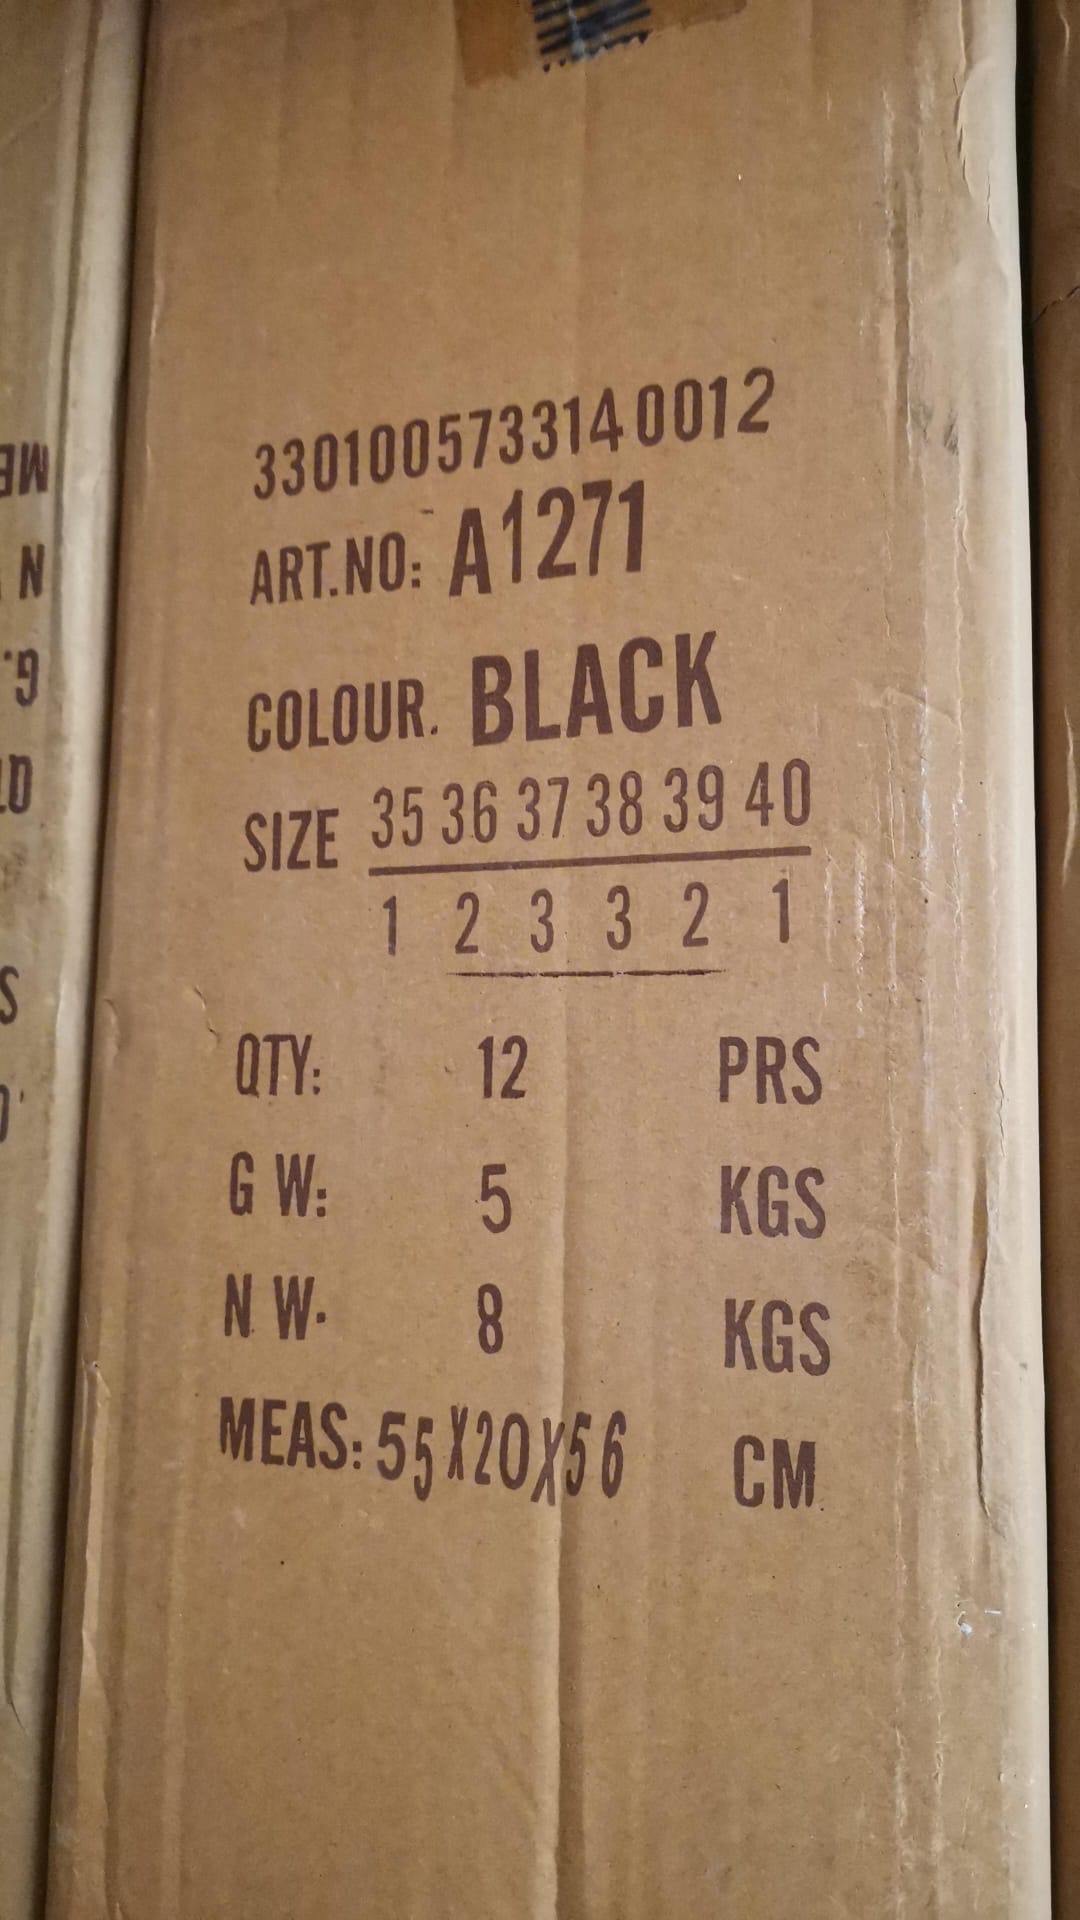 3301005733140012
ART.NO: A1271
COLOUR. BLACK
SIZE 35 36 37 38 39 40
1 2 3 3 2 1
QTY: 12 PRS
G W: 5 KGS
N W. 8 KGS
MEAS: 55X20X56 CM